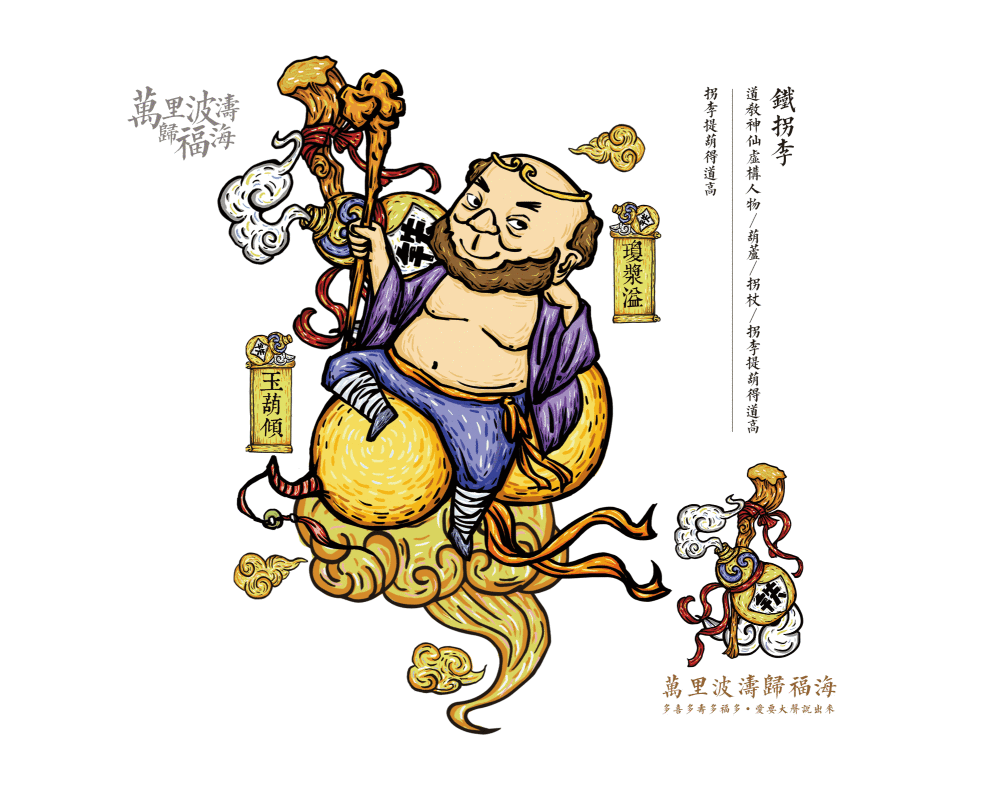 萬里波濤
歸福海
鐵拐李
道教神仙虛構人物/葫蘆/拐杖/拐李提葫得道高
拐李提葫得道高
瓊漿溢
玉葫傾
铁
铁
萬里波濤歸福海
多喜多壽多福多·愛要大聲說出來